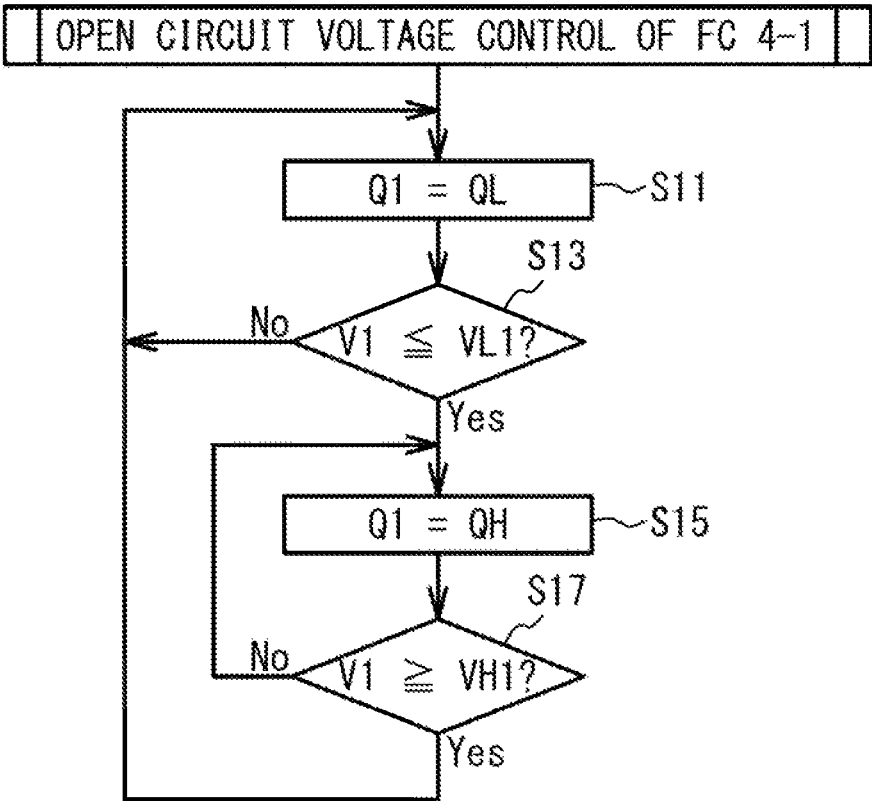 OPEN CIRCUIT VOLTAGE CONTROL OF FC 4-1
Q1 = QL
S11
S13
No
V1 ≦ VL1?
Yes
Q1 = QH
S15
S17
No
V1 ≧ VH1?
Yes